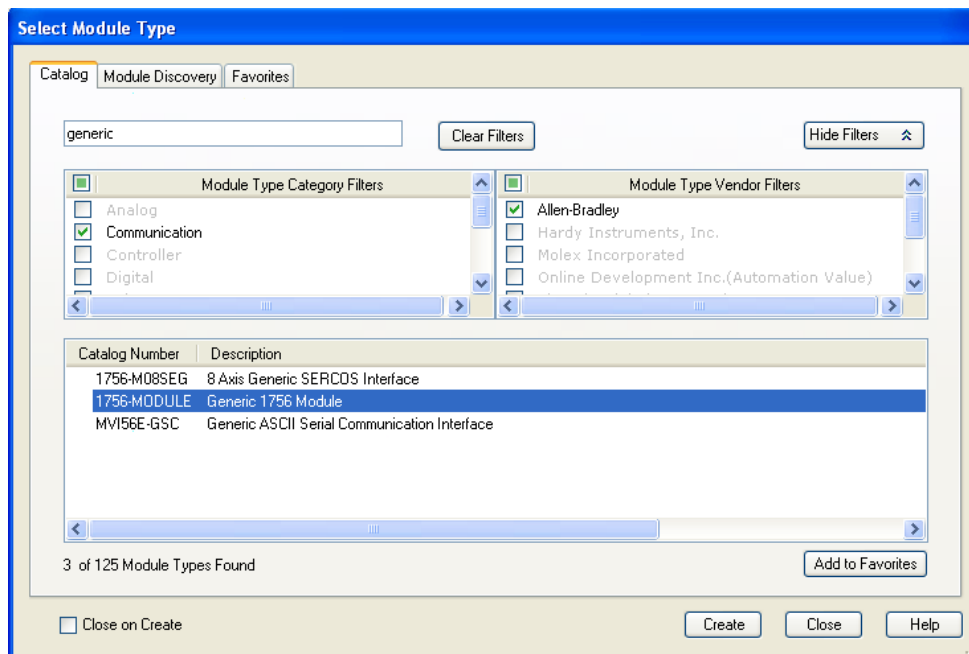 Select Module Type
Catalog Module Discovery Favorites
generic Clear Filters Hide Filters
Module Type Category Filters
Analog
Communication
Controller
Digital
Module Type Vendor Filters
Allen-Bradley
Hardy Instruments, Inc.
Molex Incorporated
Online Development Inc.(Automation Value)
Catalog Number Description
1756-M08SEG 8 Axis Generic SERCOS Interface
1756-MODULE Generic 1756 Module
MVI56E-GSC Generic ASCII Serial Communication Interface
3 of 125 Module Types Found Add to Favorites
Close on Create Create Close Help